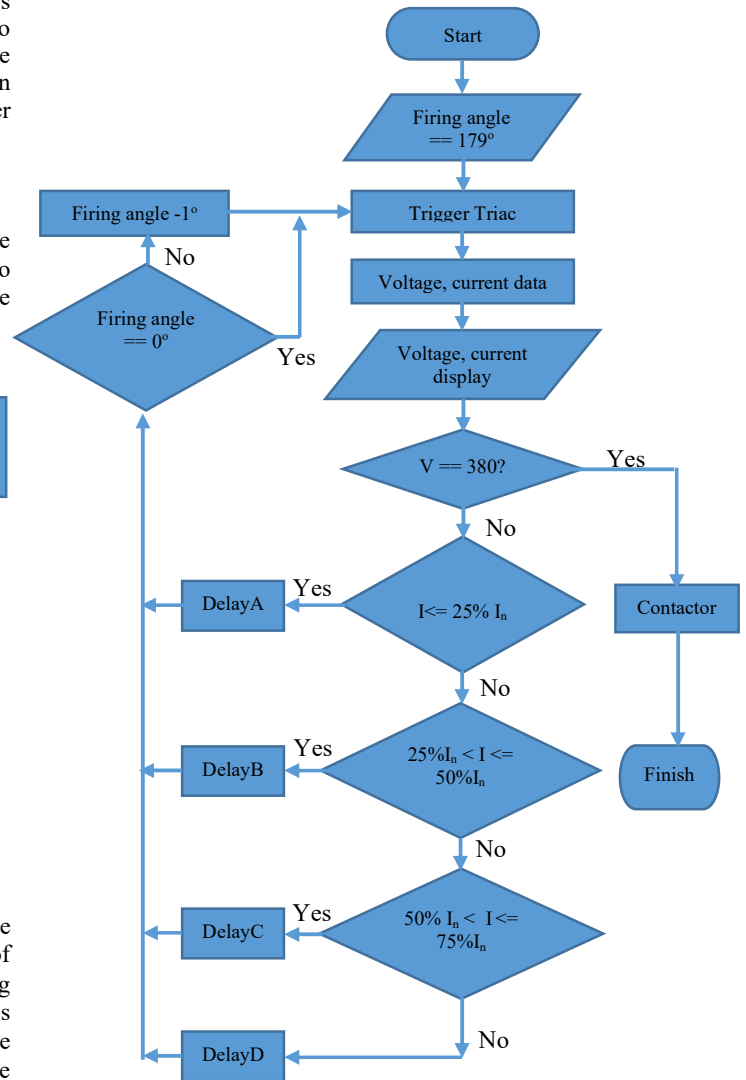 Start
Firing angle
== 179º
Firing angle -1º
Trigger Triac
No
Voltage, current data
Firing angle
== 0º
Yes
Voltage, current
display
V == 380?
Yes
No
Yes
DelayA
I<= 25% Iₙ
Contactor
No
Yes
DelayB
25%Iₙ < I <=
50%Iₙ
Finish
No
Yes
DelayC
50% Iₙ < I <=
75%Iₙ
No
DelayD